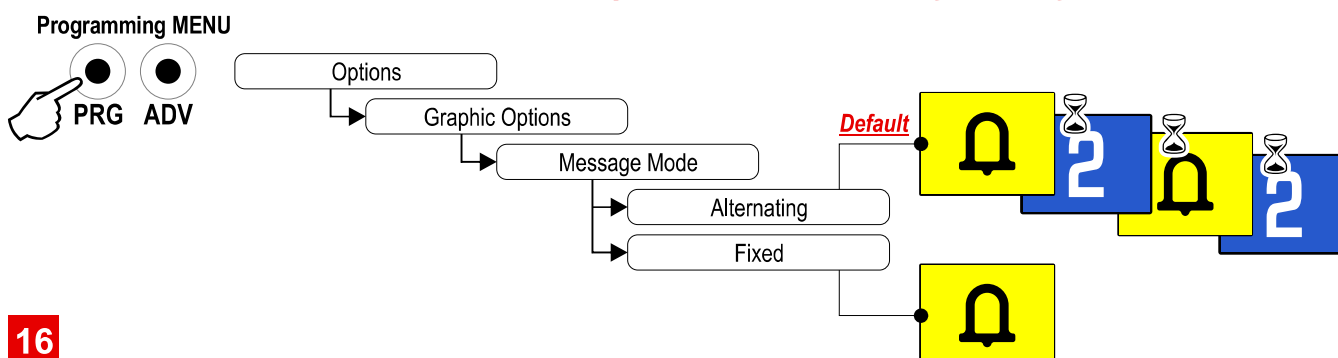 Programming MENU
PRG ADV
Options
Graphic Options
Message Mode
Default
Alternating
Fixed
2
2
16